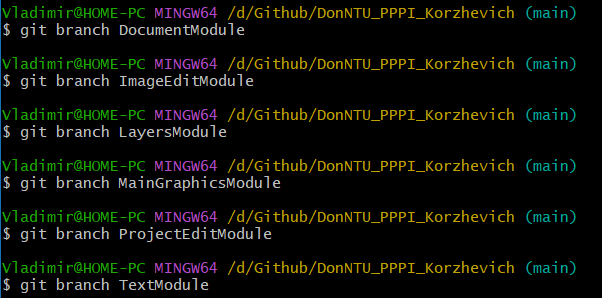 Vladimir@HOME-PC MINGW64 /d/Github/DonNTU_PPPI_Korzhevich (main)
$ git branch DocumentModule
Vladimir@HOME-PC MINGW64 /d/Github/DonNTU_PPPI_Korzhevich (main)
$ git branch ImageEditModule
Vladimir@HOME-PC MINGW64 /d/Github/DonNTU_PPPI_Korzhevich (main)
$ git branch LayersModule
Vladimir@HOME-PC MINGW64 /d/Github/DonNTU_PPPI_Korzhevich (main)
$ git branch MainGraphicsModule
Vladimir@HOME-PC MINGW64 /d/Github/DonNTU_PPPI_Korzhevich (main)
$ git branch ProjectEditModule
Vladimir@HOME-PC MINGW64 /d/Github/DonNTU_PPPI_Korzhevich (main)
$ git branch TextModule